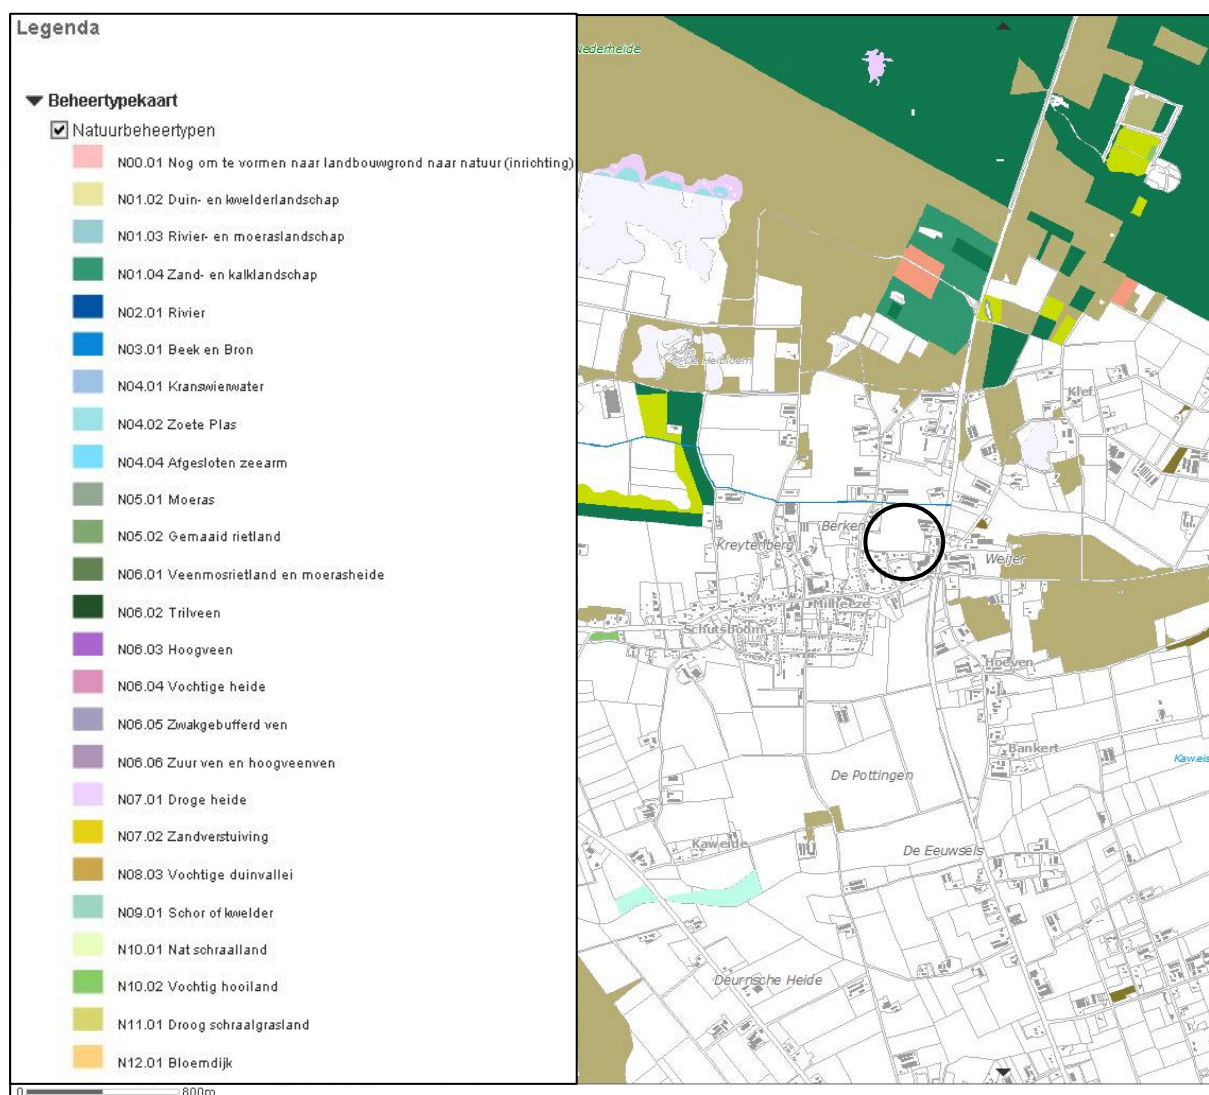 Legenda
Beheertypekaart
Natuurbeheertypen
N00.01 Nog om te vormen naar landbouwgrond naar natuur (inrichting)
N01.02 Duin- en kwelderlandschap
N01.03 Rivier- en moeraslandschap
N01.04 Zand- en kalklandschap
N02.01 Rivier
N03.01 Beek en Bron
N04.01 Kranswierwater
N04.02 Zoete Plas
N04.04 Afgesloten zeearm
N05.01 Moeras
N05.02 Gemaaid rietland
N06.01 Veenmosrietland en moerasheide
N06.02 Trilveen
N06.03 Hoogveen
N06.04 Vochtige heide
N06.05 Zwakgebufferd ven
N06.06 Zuur ven en hoogveenven
N07.01 Droge heide
N07.02 Zandverstuiving
N08.03 Vochtige duinvallei
N09.01 Schor of kwelder
N10.01 Nat schraalland
N10.02 Vochtig hooiland
N11.01 Droog schraalgrasland
N12.01 Bloemdijk
0 800m
Klef
Berken
Kreytenberg
Weijer
Milheeze
Schutsboom
Hoeven
Bankert
Kaweis
De Pottingen
Kaweide
De Eeuwsels
Deurnsche Heide